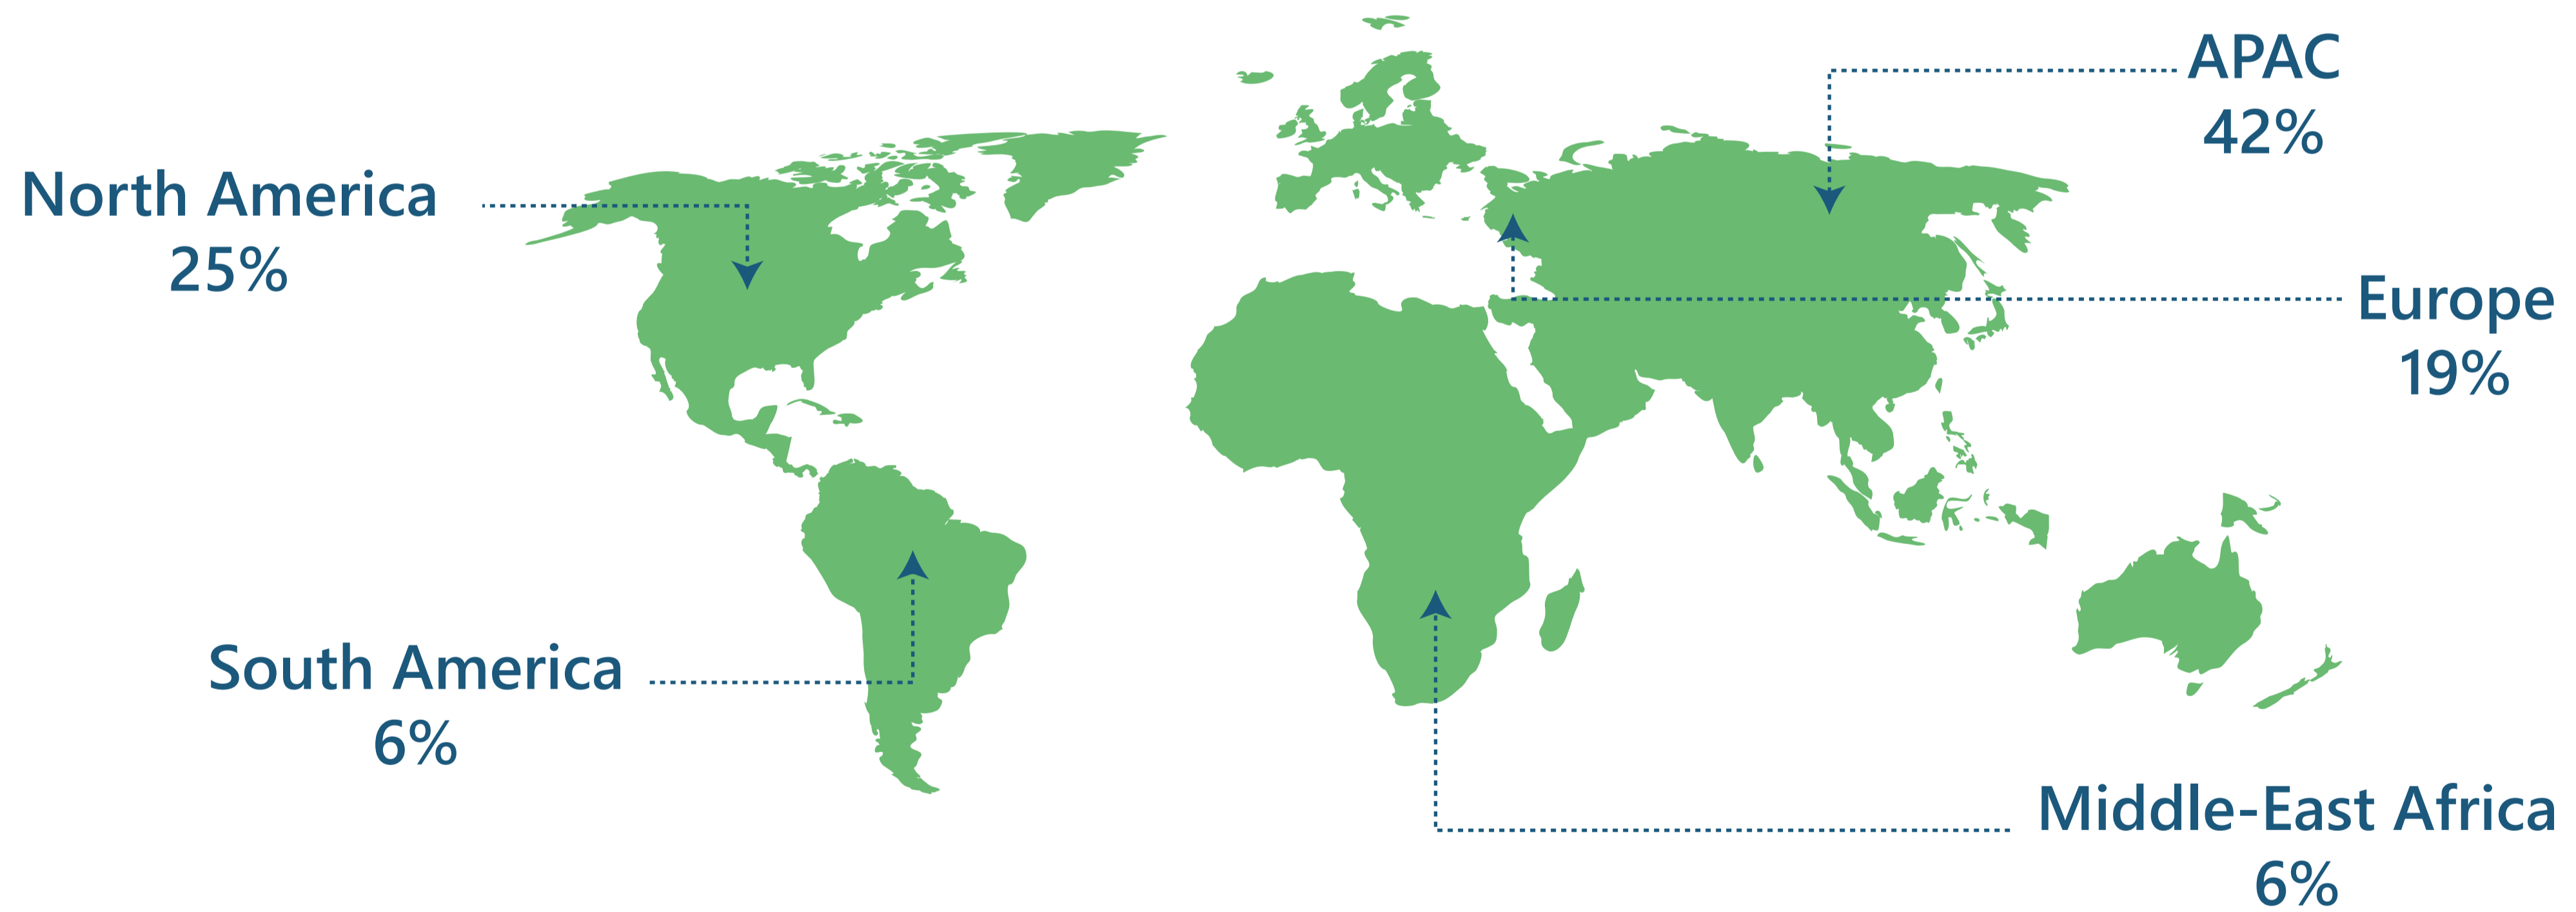 APAC
42%
North America
25%
Europe
19%
South America
6%
Middle-East Africa
6%